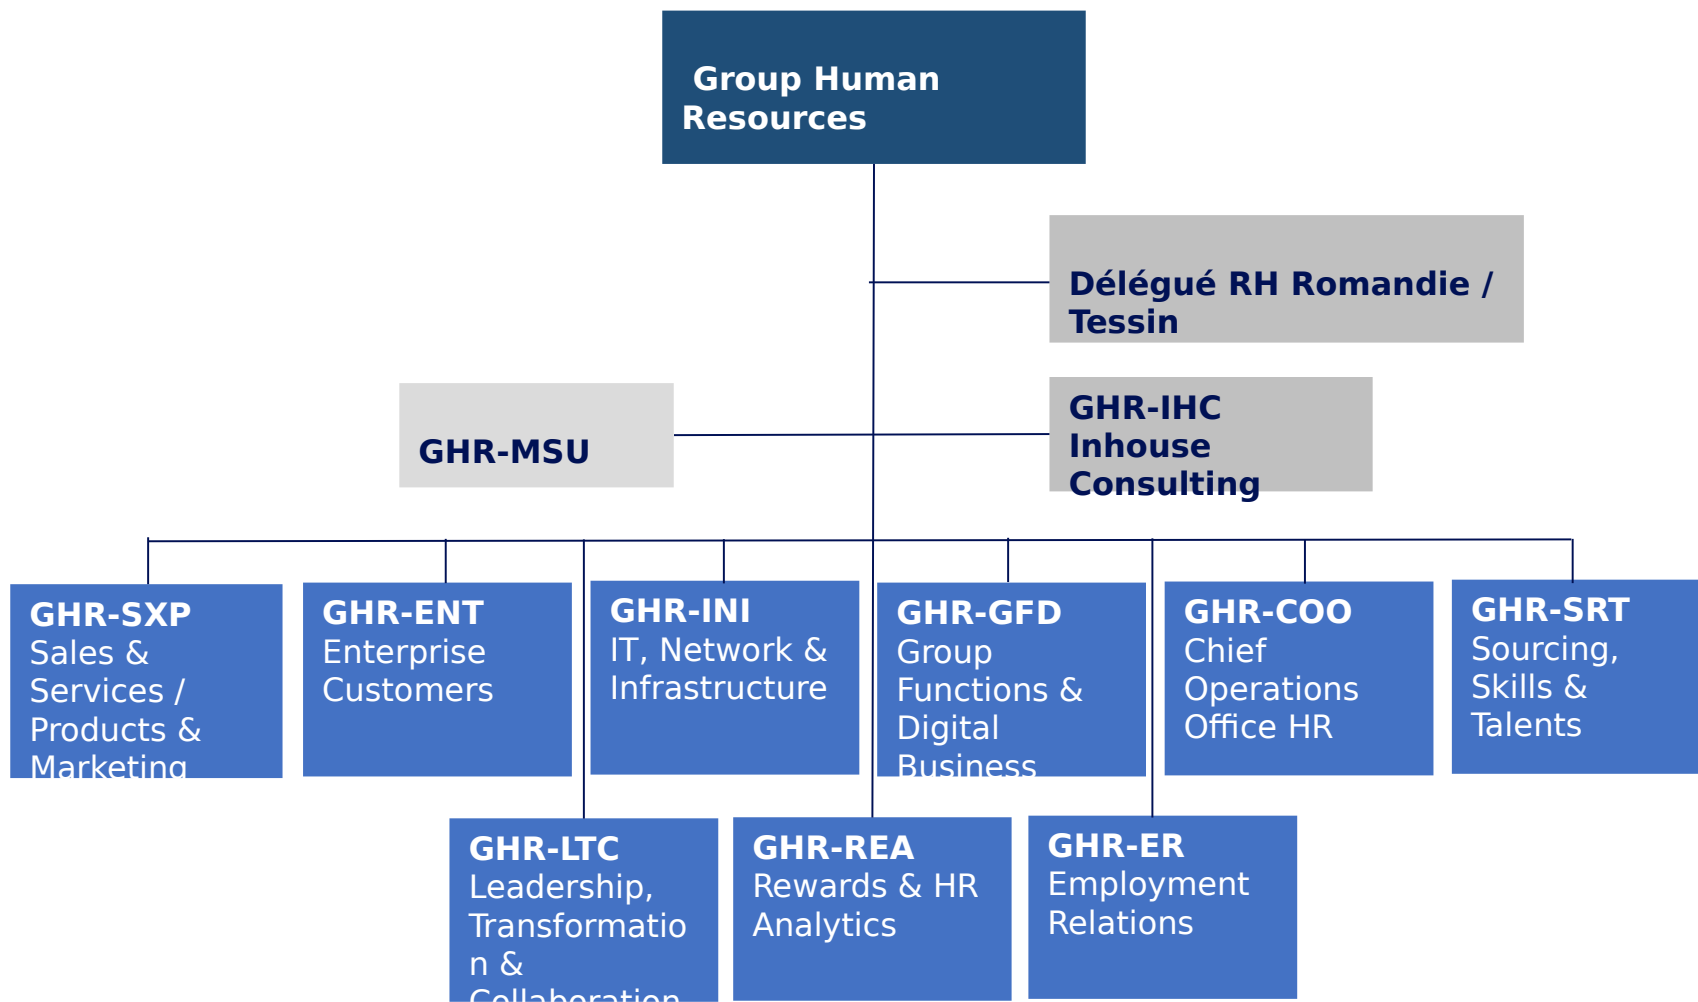 Group Human
Resources
Délégué RH Romandie /
Tessin
GHR-MSU
GHR-IHC
Inhouse
Consulting
GHR-SXP
Sales &
Services /
Products &
Marketing
GHR-ENT
Enterprise
Customers
GHR-INI
IT, Network &
Infrastructure
GHR-GFD
Group
Functions &
Digital
Business
GHR-COO
Chief
Operations
Office HR
GHR-SRT
Sourcing,
Skills &
Talents
GHR-LTC
Leadership,
Transformatio
n &
Collaboration
GHR-REA
Rewards & HR
Analytics
GHR-ER
Employment
Relations